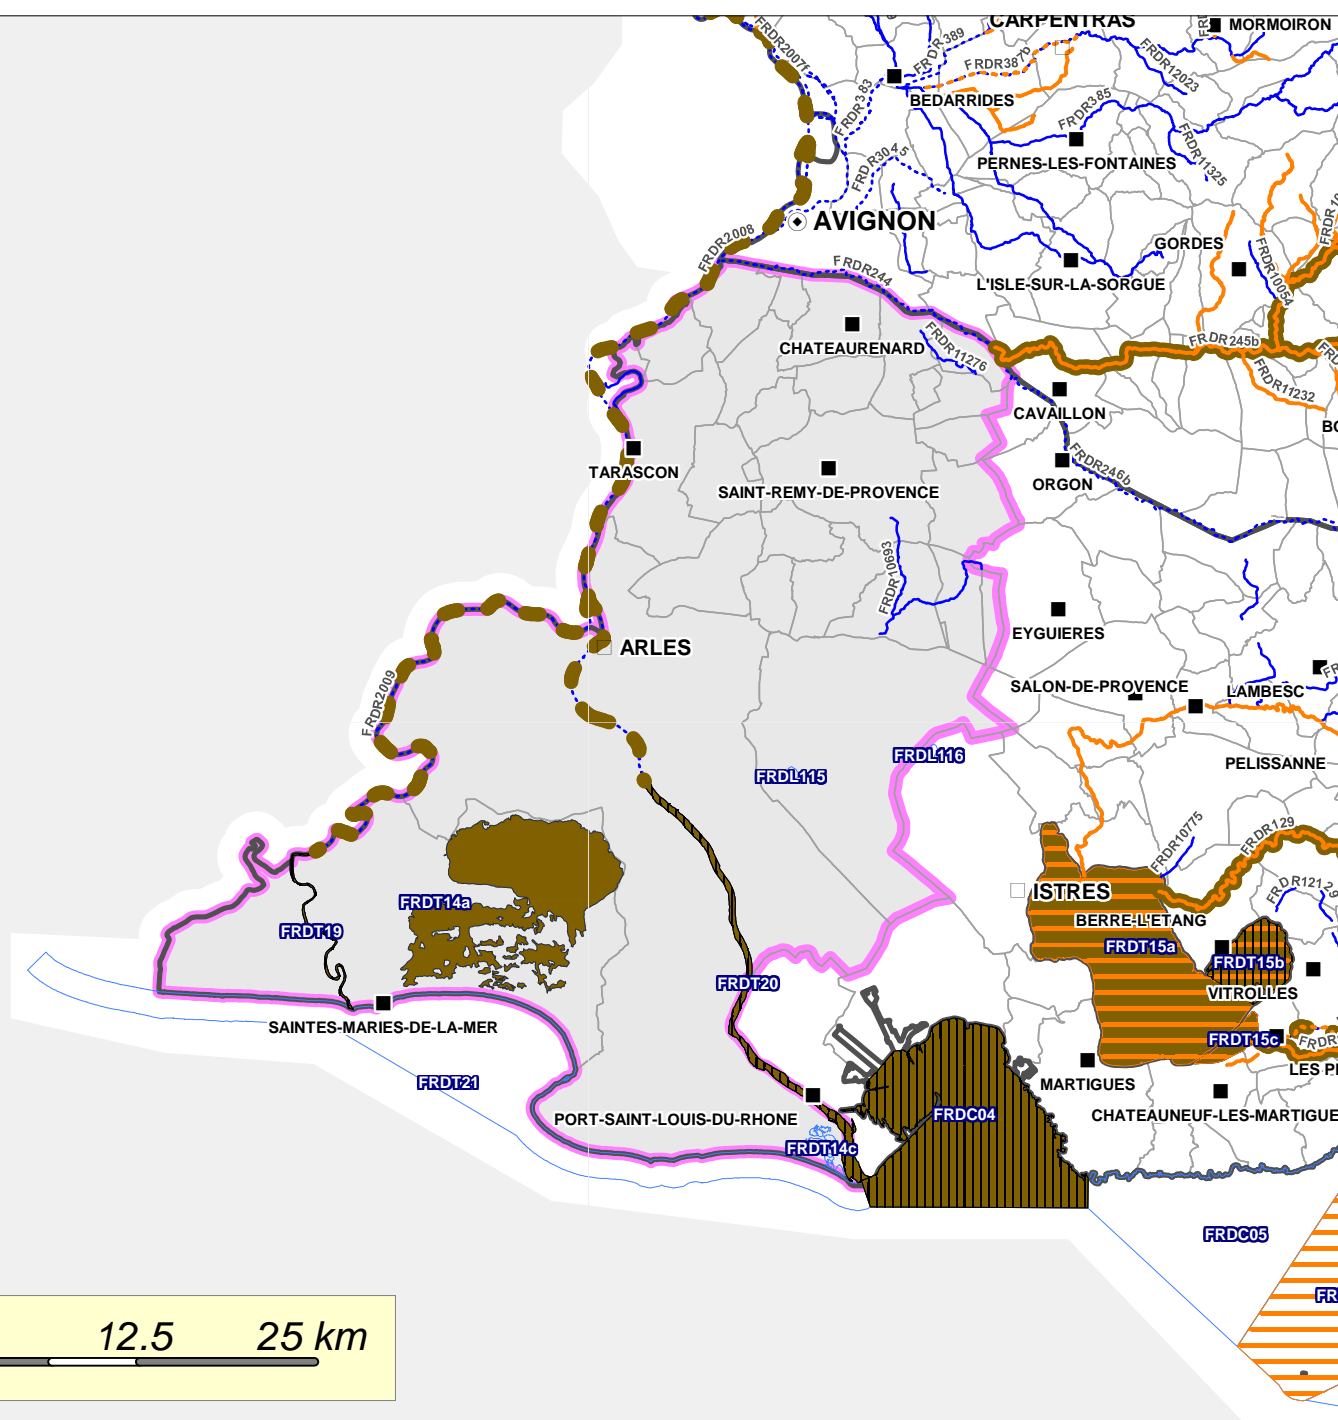 CARPENTRAS
MORMOIRON
FRDR2007f
FRDR389
FRDR387b
FRDR12023
BEDARRIDES
FRDR383
FRDR385
PERNES-LES-FONTAINES
FRDR11325
FRDR3045
AVIGNON
FRDR2008
GORDES
FRDR10054
L'ISLE-SUR-LA-SORGUE
FRDR244
CHATEAURENARD
FRDR11276
FRDR245b
FRDR11232
CAVAILLON
TARASCON
SAINT-REMY-DE-PROVENCE
ORGON
FRDR246b
FRDR10693
EYGUIERES
ARLES
FRDR2009
SALON-DE-PROVENCE
LAMBESC
FRDL116
FRDL115
PELISSANNE
FRDR10775
FRDR129
FRDR12129
ISTRES
FRDT14a
BERRE-L'ETANG
FRDT19
FRDT15a
FRDT15b
FRDT20
VITROLLES
SAINTES-MARIES-DE-LA-MER
FRDT15c
FRDR
LES P
FRDT21
MARTIGUES
PORT-SAINT-LOUIS-DU-RHONE
FRDC04
CHATEAUNEUF-LES-MARTIGUE
FRDT14c
FRDC05
FR
12.5 25 km